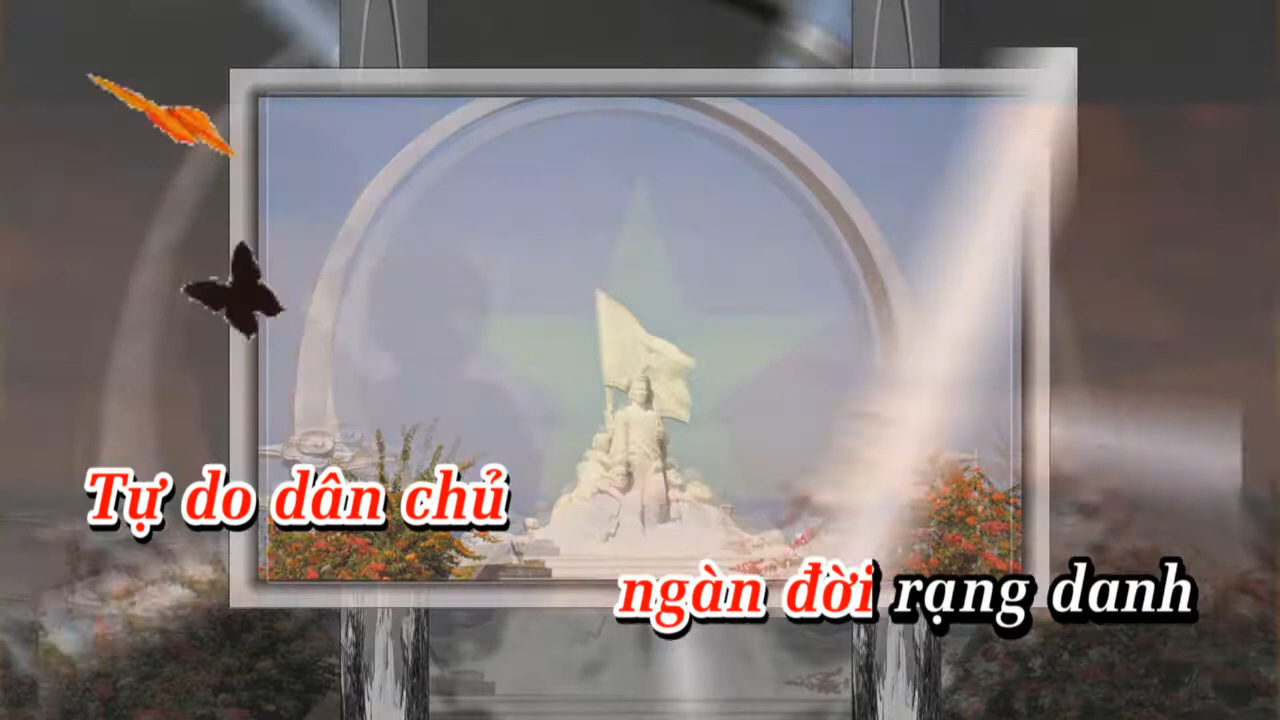 Tự do dân chủ
ngàn đời rạng danh